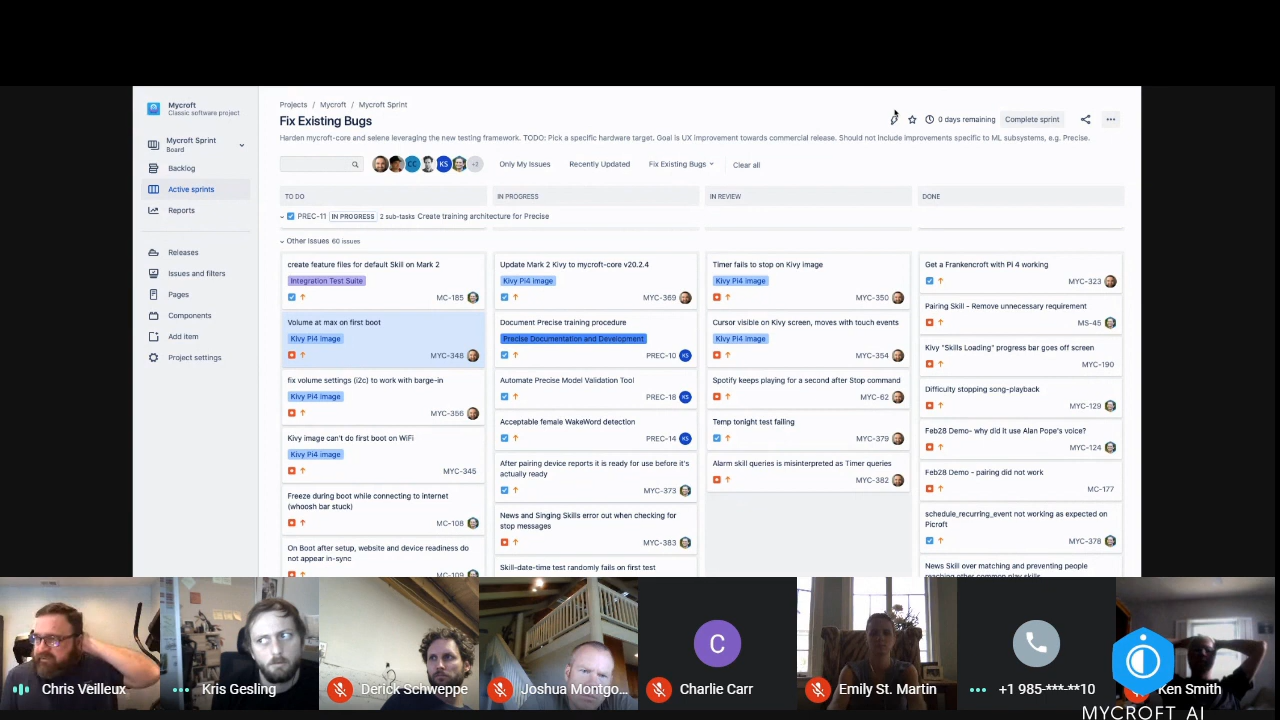 Mycroft
Classic software project
Mycroft Sprint
Board
Backlog
Active sprints
Reports
Releases
Issues and filters
Pages
Components
Add item
Project settings
Projects / Mycroft / Mycroft Sprint
Fix Existing Bugs
0 days remaining
Complete sprint
Harden mycroft-core and selene leveraging the new testing framework. TODO: Pick a specific hardware target. Goal is UX improvement towards commercial release. Should not include improvements specific to ML subsystems, e.g. Precise.
CC
KS
+2
Only My Issues
Recently Updated
Fix Existing Bugs
Clear all
TO DO
IN PROGRESS
IN REVIEW
DONE
PREC-11 IN PROGRESS 2 sub-tasks Create training architecture for Precise
Other Issues 60 issues
create feature files for default Skill on Mark 2
Integration Test Suite
MC-185
Volume at max on first boot
Kivy Pi4 image
MYC-348
fix volume settings (i2c) to work with barge-in
Kivy Pi4 image
MYC-356
Kivy image can't do first boot on WiFi
Kivy Pi4 image
MYC-345
Freeze during boot while connecting to internet
(whoosh bar stuck)
MC-108
On Boot after setup, website and device readiness do
not appear in-sync
MC-109
Update Mark 2 Kivy to mycroft-core v20.2.4
Kivy Pi4 image
MYC-369
Document Precise training procedure
Precise Documentation and Development
PREC-10 KS
Automate Precise Model Validation Tool
PREC-18 KS
Acceptable female WakeWord detection
PREC-14 KS
After pairing device reports it is ready for use before it's
actually ready
MYC-373
News and Singing Skills error out when checking for
stop messages
MYC-383
Skill-date-time test randomly fails on first test
Timer fails to stop on Kivy image
Kivy Pi4 image
MYC-350
Cursor visible on Kivy screen, moves with touch events
Kivy Pi4 image
MYC-354
Spotify keeps playing for a second after Stop command
MYC-62
Temp tonight test failing
MYC-379
Alarm skill queries is misinterpreted as Timer queries
MYC-382
Get a Frankencroft with Pi 4 working
MYC-323
Pairing Skill - Remove unnecessary requirement
MS-45
Kivy "Skills Loading" progress bar goes off screen
MYC-190
Difficulty stopping song-playback
MYC-129
Feb28 Demo- why did it use Alan Pope's voice?
MYC-124
Feb28 Demo - pairing did not work
MC-177
schedule_recurring_event not working as expected on
Picroft
MYC-378
News Skill over matching and preventing people
reaching other common play skills
C
Chris Veilleux
Kris Gesling
Derick Schweppe
Joshua Montgo...
Charlie Carr
Emily St. Martin
+1 985-***-**10
Ken Smith
MYCROFT AI